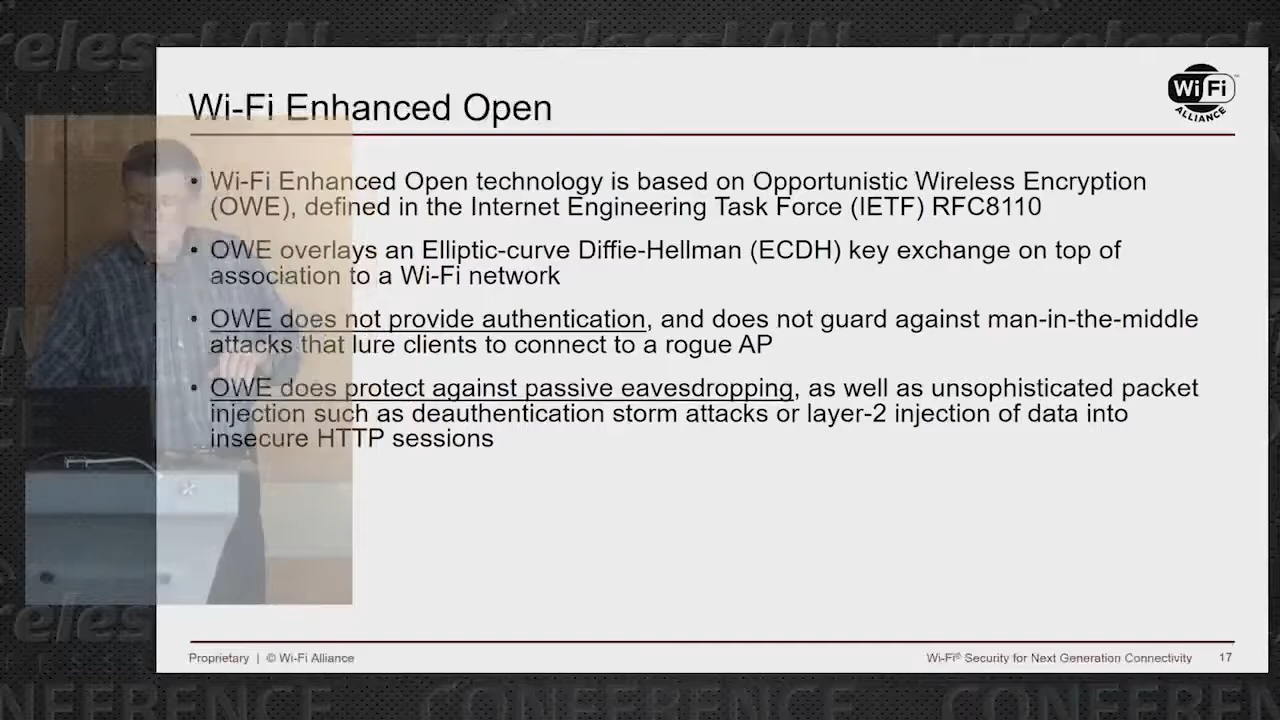 Wi-Fi Enhanced Open
WiFi
ALLIANCE
• Wi-Fi Enhanced Open technology is based on Opportunistic Wireless Encryption
(OWE), defined in the Internet Engineering Task Force (IETF) RFC8110
• OWE overlays an Elliptic-curve Diffie-Hellman (ECDH) key exchange on top of
association to a Wi-Fi network
• OWE does not provide authentication, and does not guard against man-in-the-middle
attacks that lure clients to connect to a rogue AP
• OWE does protect against passive eavesdropping, as well as unsophisticated packet
injection such as deauthentication storm attacks or layer-2 injection of data into
insecure HTTP sessions
Proprietary | © Wi-Fi Alliance
Wi-Fi® Security for Next Generation Connectivity 17
CONFERENCE